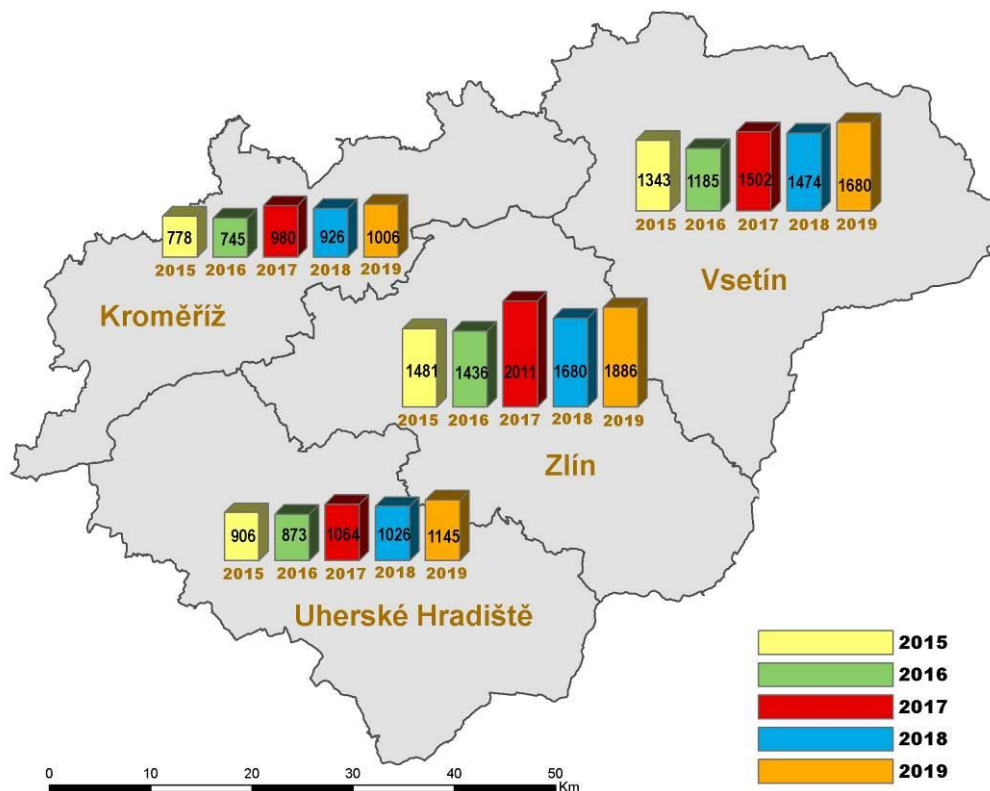 1343 1185 1502 1474 1680
2015 2016 2017 2018 2019
Vsetín
778 745 980 926 1006
2015 2016 2017 2018 2019
Kroměříž
1481 1436 2011 1680 1886
2015 2016 2017 2018 2019
Zlín
906 873 1064 1026 1145
2015 2016 2017 2018 2019
Uherské Hradiště
2015
2016
2017
2018
2019
0 10 20 30 40 50
Km